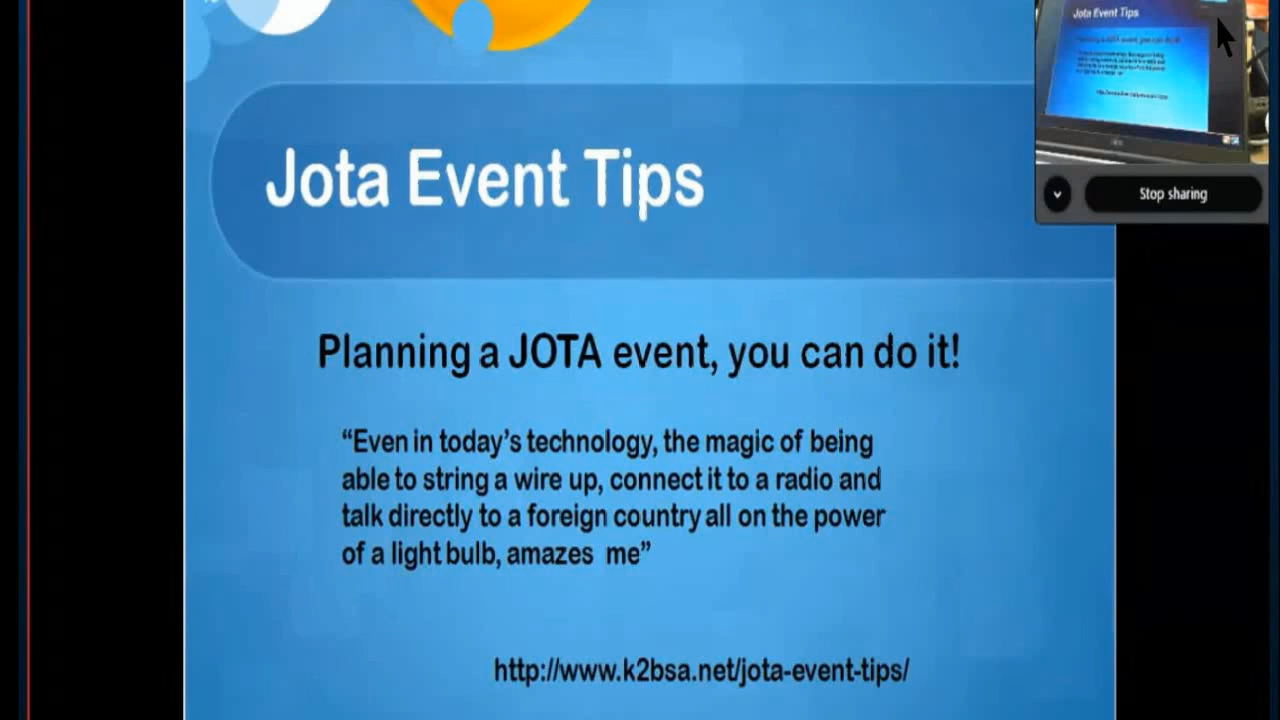 Jota Event Tips
Stop sharing
Jota Event Tips
Planning a JOTA event, you can do it!
“Even in today’s technology, the magic of being
able to string a wire up, connect it to a radio and
talk directly to a foreign country all on the power
of a light bulb, amazes me”
http://www.k2bsa.net/jota-event-tips/